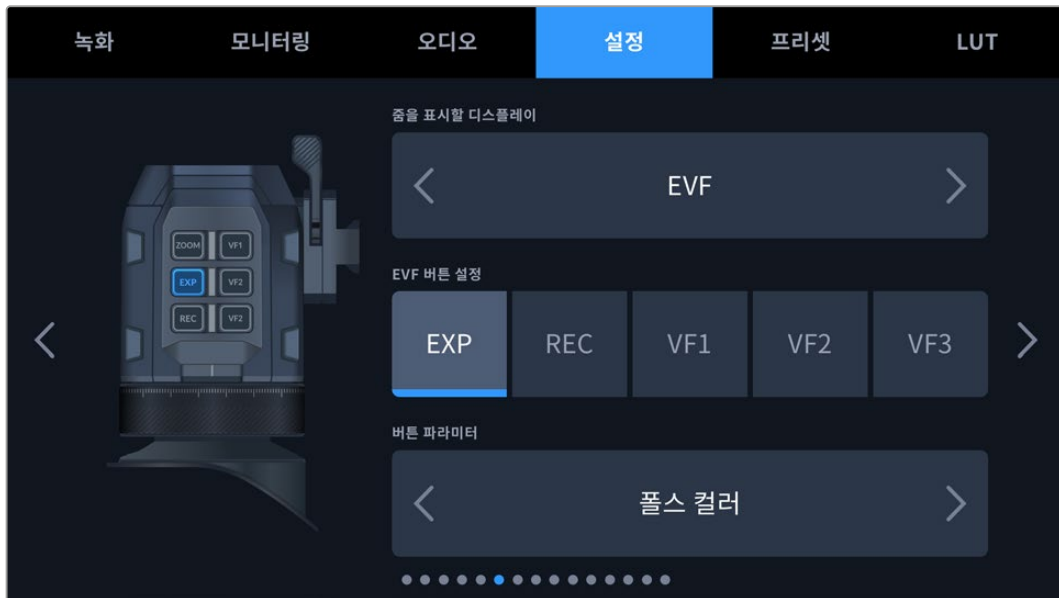 녹화 모니터링 오디오 설정 프리셋 LUT
줌을 표시할 디스플레이
EVF
ZOOM VF1
EXP VF2
REC VF2
EVF 버튼 설정
EXP REC VF1 VF2 VF3
버튼 파라미터
폴스 컬러